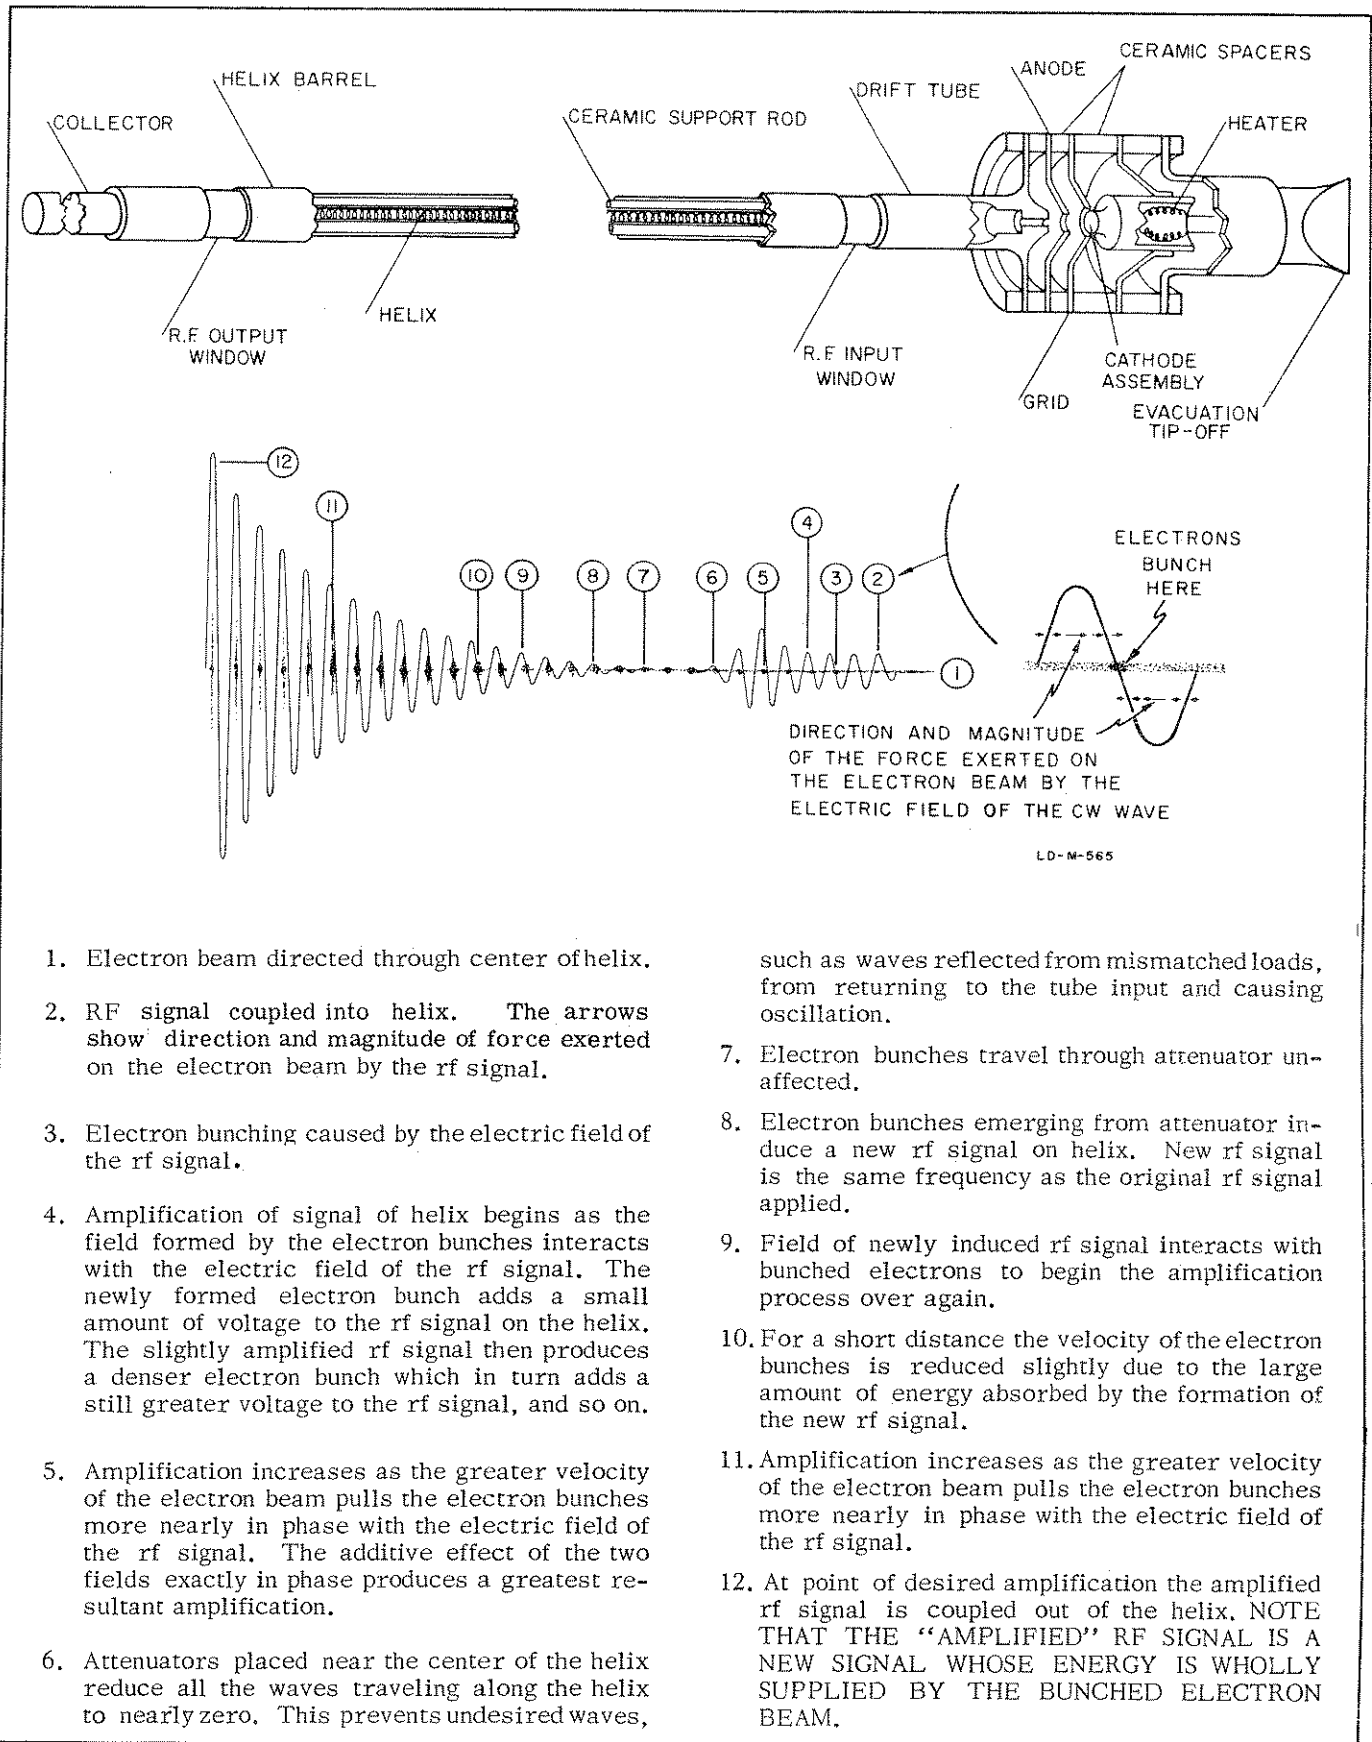 CERAMIC SPACERS
ANODE
HELIX BARREL
DRIFT TUBE
COLLECTOR
CERAMIC SUPPORT ROD
HEATER
HELIX
R.F. OUTPUT
WINDOW
R.F. INPUT
WINDOW
CATHODE
ASSEMBLY
GRID
EVACUATION
TIP-OFF
12
11
10
9
8
7
6
5
4
3
2
1
ELECTRONS
BUNCH
HERE
DIRECTION AND MAGNITUDE
OF THE FORCE EXERTED ON
THE ELECTRON BEAM BY THE
ELECTRIC FIELD OF THE CW WAVE
LD-M-565
1. Electron beam directed through center of helix.
2. RF signal coupled into helix. The arrows
show direction and magnitude of force exerted
on the electron beam by the rf signal.
3. Electron bunching caused by the electric field of
the rf signal.
4. Amplification of signal of helix begins as the
field formed by the electron bunches interacts
with the electric field of the rf signal. The
newly formed electron bunch adds a small
amount of voltage to the rf signal on the helix.
The slightly amplified rf signal then produces
a denser electron bunch which in turn adds a
still greater voltage to the rf signal, and so on.
5. Amplification increases as the greater velocity
of the electron beam pulls the electron bunches
more nearly in phase with the electric field of
the rf signal. The additive effect of the two
fields exactly in phase produces a greatest re-
sultant amplification.
6. Attenuators placed near the center of the helix
reduce all the waves traveling along the helix
to nearly zero. This prevents undesired waves,
such as waves reflected from mismatched loads,
from returning to the tube input and causing
oscillation.
7. Electron bunches travel through attenuator un-
affected.
8. Electron bunches emerging from attenuator in-
duce a new rf signal on helix. New rf signal
is the same frequency as the original rf signal
applied.
9. Field of newly induced rf signal interacts with
bunched electrons to begin the amplification
process over again.
10. For a short distance the velocity of the electron
bunches is reduced slightly due to the large
amount of energy absorbed by the formation of
the new rf signal.
11. Amplification increases as the greater velocity
of the electron beam pulls the electron bunches
more nearly in phase with the electric field of
the rf signal.
12. At point of desired amplification the amplified
rf signal is coupled out of the helix. NOTE
THAT THE “AMPLIFIED” RF SIGNAL IS A
NEW SIGNAL WHOSE ENERGY IS WHOLLY
SUPPLIED BY THE BUNCHED ELECTRON
BEAM.